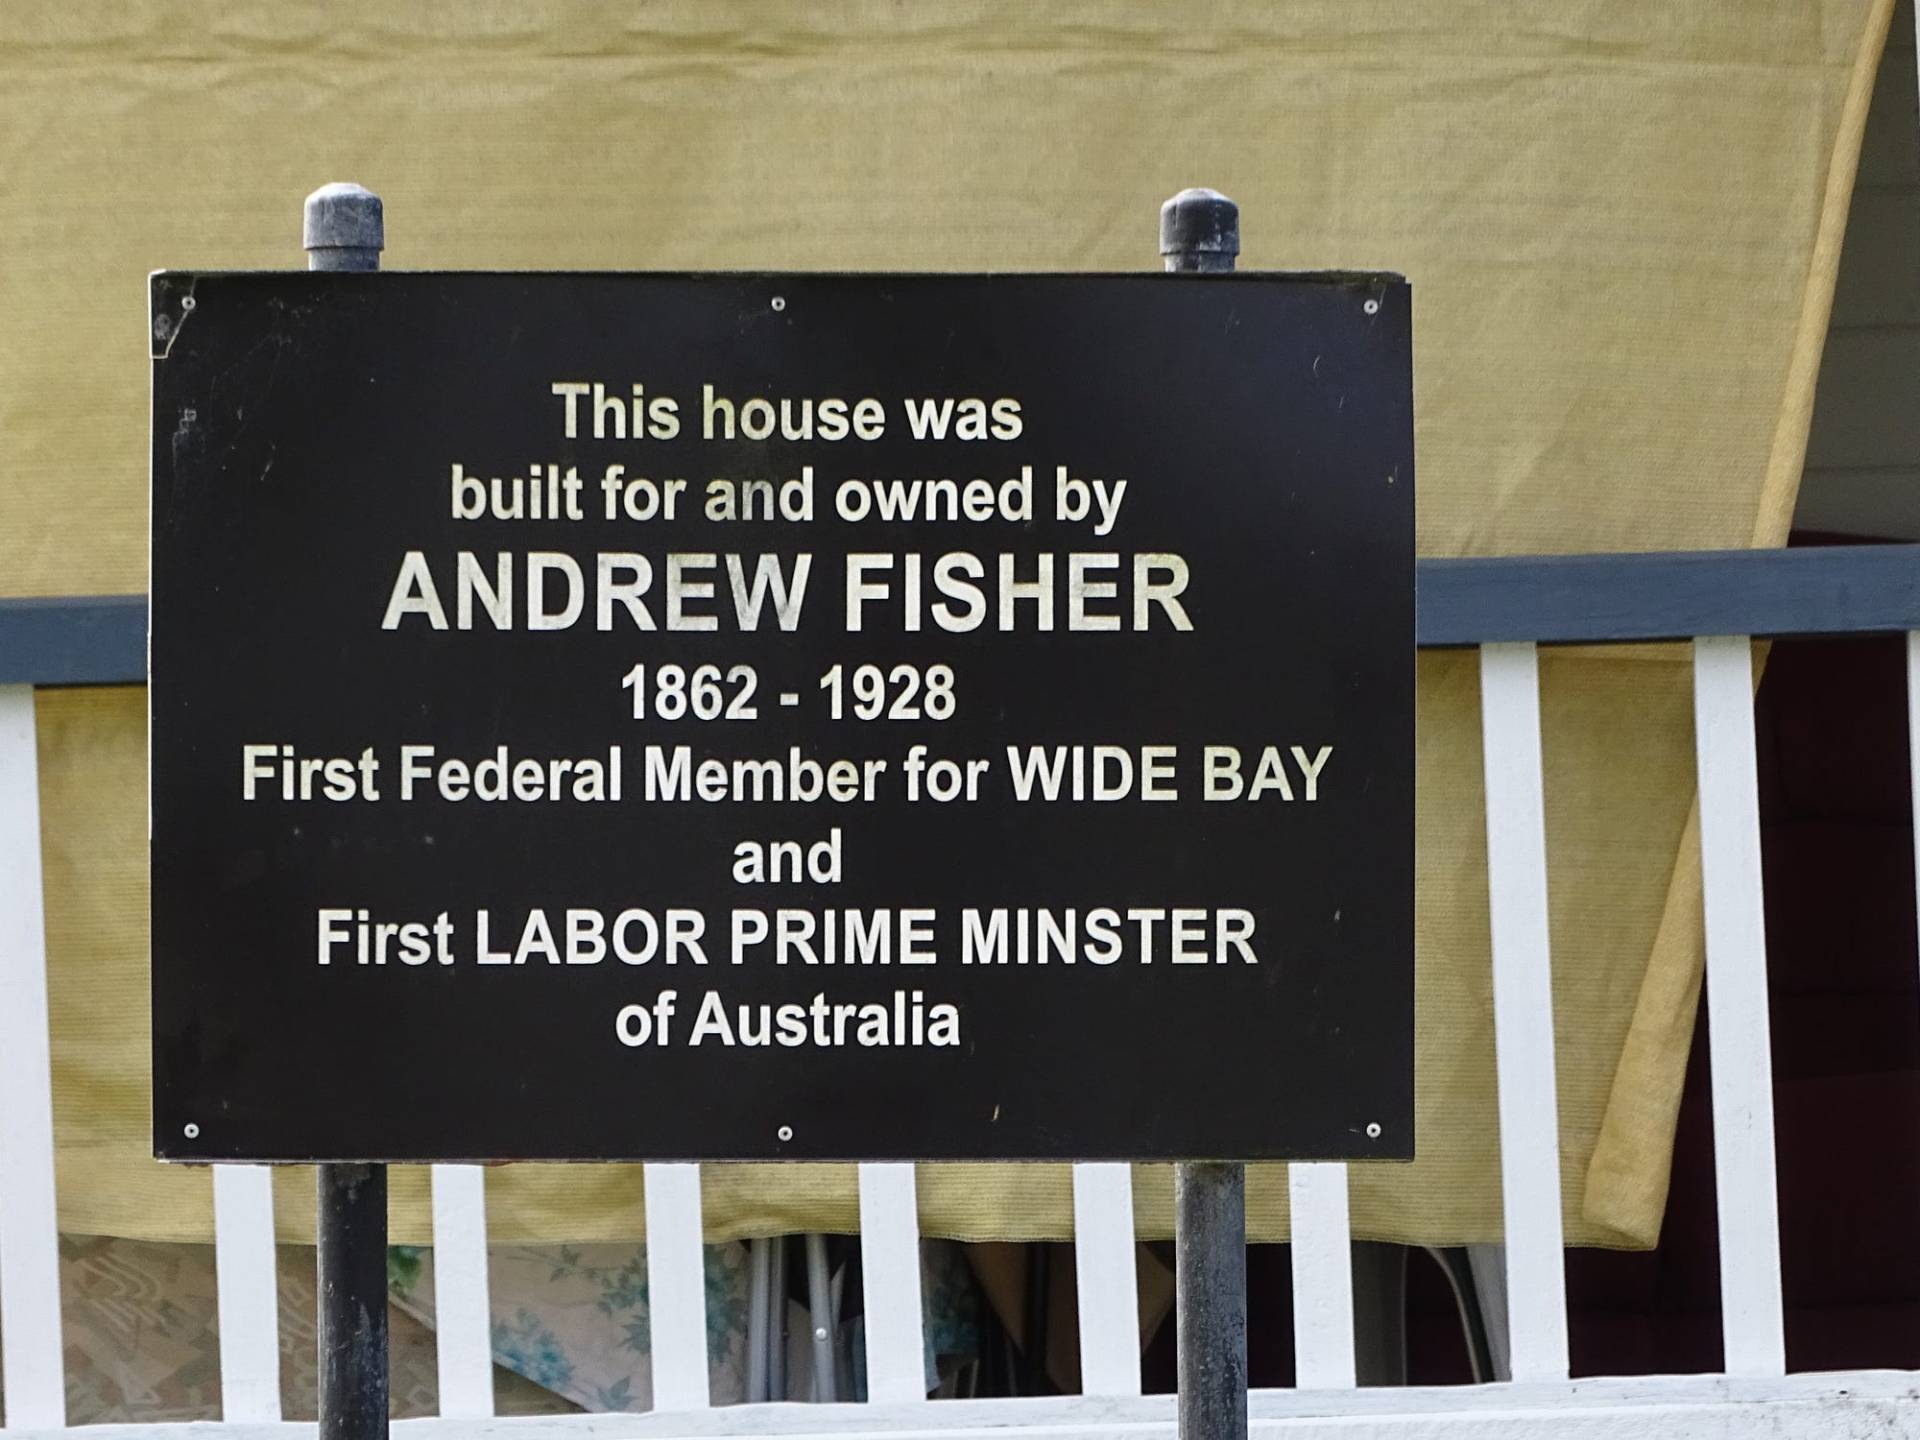 This house was
built for and owned by
ANDREW FISHER
1862 - 1928
First Federal Member for WIDE BAY
and
First LABOR PRIME MINSTER
of Australia